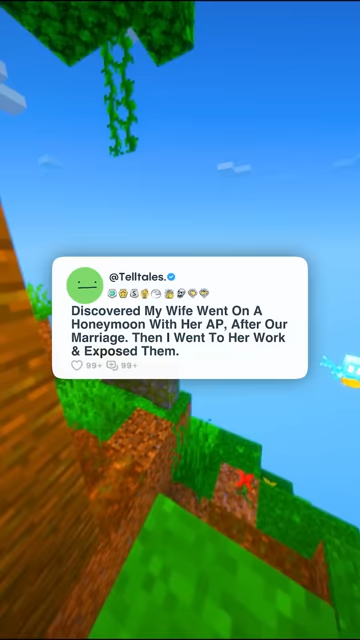 @Telltales.
Discovered My Wife Went On A
Honeymoon With Her AP, After Our
Marriage. Then I Went To Her Work
& Exposed Them.
99+ 99+